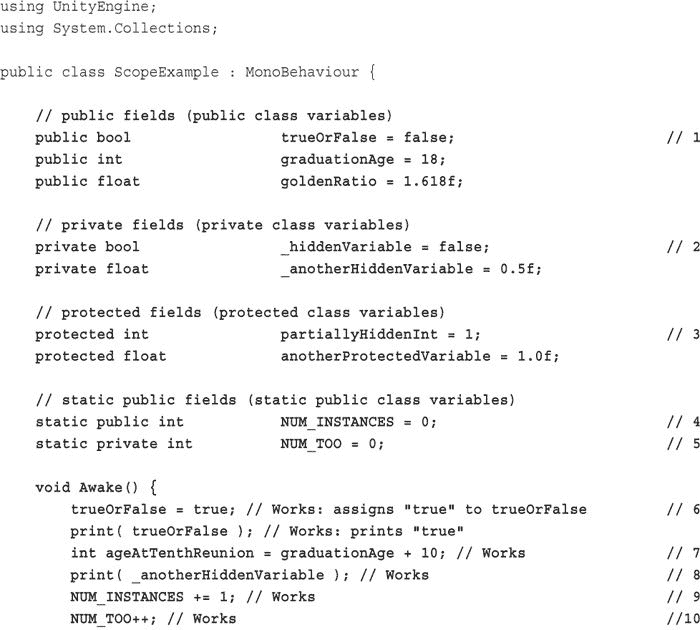 using UnityEngine;
using System.Collections;

public class ScopeExample : MonoBehaviour {

    // public fields (public class variables)
    public bool                 trueOrFalse = false;                        // 1
    public int                  graduationAge = 18;
    public float                goldenRatio = 1.618f;

    // private fields (private class variables)
    private bool                _hiddenVariable = false;                    // 2
    private float               _anotherHiddenVariable = 0.5f;

    // protected fields (protected class variables)
    protected int               partiallyHiddenInt = 1;                     // 3
    protected float             anotherProtectedVariable = 1.0f;

    // static public fields (static public class variables)
    static public int           NUM_INSTANCES = 0;                          // 4
    static private int          NUM_TOO = 0;                                // 5

    void Awake() {
        trueOrFalse = true; // Works: assigns "true" to trueOrFalse         // 6
        print( trueOrFalse ); // Works: prints "true"
        int ageAtTenthReunion = graduationAge + 10; // Works                // 7
        print( _anotherHiddenVariable ); // Works                           // 8
        NUM_INSTANCES += 1; // Works                                        // 9
        NUM_TOO++; // Works                                                 //10